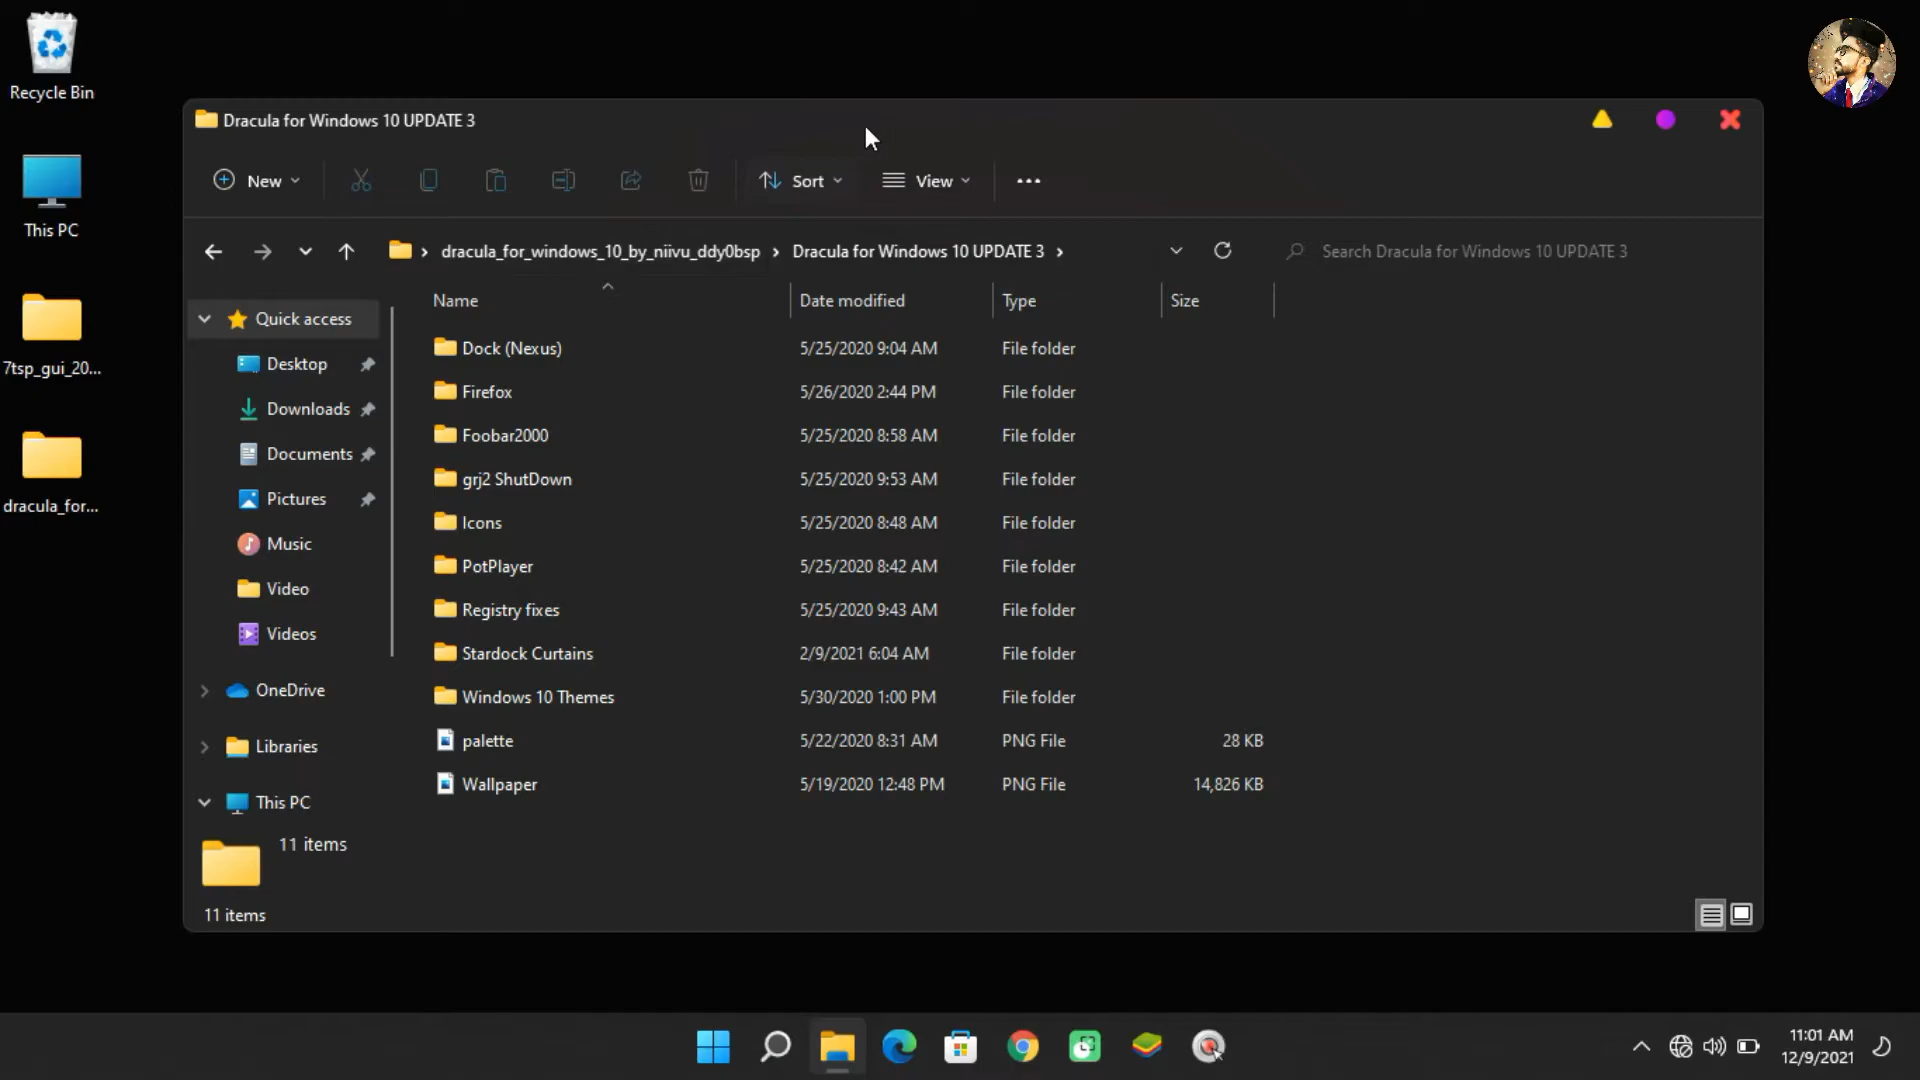 Recycle Bin
This PC
7tsp_gui_20...
dracula_for...
Dracula for Windows 10 UPDATE 3
New
Sort
View
dracula_for_windows_10_by_niivu_ddy0bsp
Dracula for Windows 10 UPDATE 3
Search Dracula for Windows 10 UPDATE 3
Quick access
Desktop
Downloads
Documents
Pictures
Music
Video
Videos
OneDrive
Libraries
This PC
Name Date modified Type Size
Dock (Nexus) 5/25/2020 9:04 AM File folder
Firefox 5/26/2020 2:44 PM File folder
Foobar2000 5/25/2020 8:58 AM File folder
grj2 ShutDown 5/25/2020 9:53 AM File folder
Icons 5/25/2020 8:48 AM File folder
PotPlayer 5/25/2020 8:42 AM File folder
Registry fixes 5/25/2020 9:43 AM File folder
Stardock Curtains 2/9/2021 6:04 AM File folder
Windows 10 Themes 5/30/2020 1:00 PM File folder
palette 5/22/2020 8:31 AM PNG File 28 KB
Wallpaper 5/19/2020 12:48 PM PNG File 14,826 KB
11 items
11 items
11:01 AM
12/9/2021